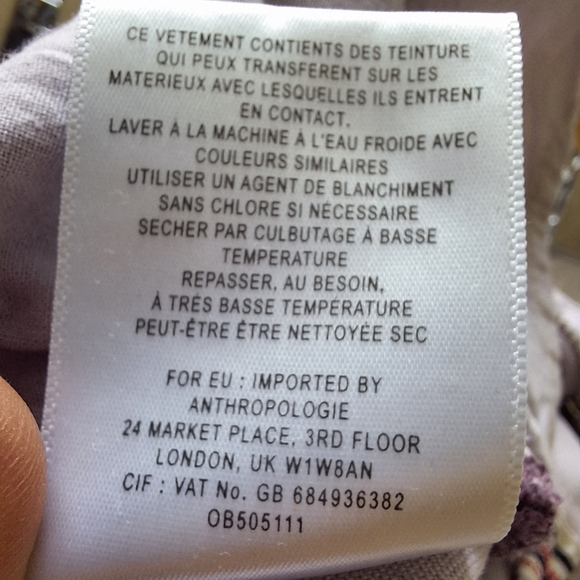 CE VETEMENT CONTIENTS DES TEINTURE
QUI PEUX TRANSFERENT SUR LES
MATERIEUX AVEC LESQUELLES ILS ENTRENT
EN CONTACT.
LAVER À LA MACHINE À L'EAU FROIDE AVEC
COULEURS SIMILAIRES
UTILISER UN AGENT DE BLANCHIMENT
SANS CHLORE SI NÉCESSAIRE
SECHER PAR CULBUTAGE À BASSE
TEMPERATURE
REPASSER, AU BESOIN,
À TRÉS BASSE TEMPÉRATURE
PEUT-ÊTRE ÊTRE NETTOYÉE SEC
FOR EU : IMPORTED BY
ANTHROPOLOGIE
24 MARKET PLACE, 3RD FLOOR
LONDON, UK W1W8AN
CIF : VAT No. GB 684936382
OB505111